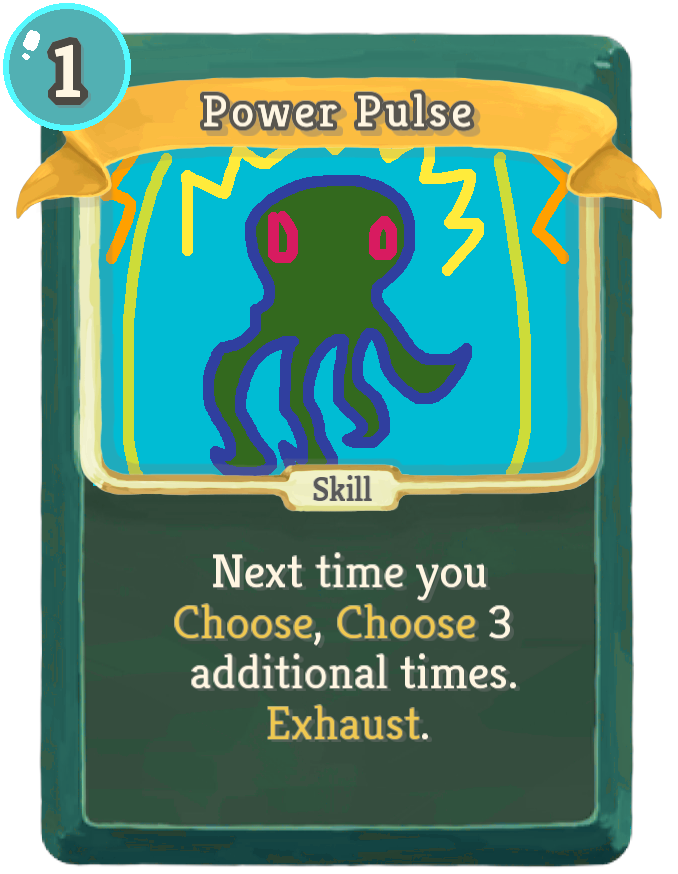 1
Power Pulse
Skill
Next time you
Choose, Choose 3
additional times.
Exhaust.